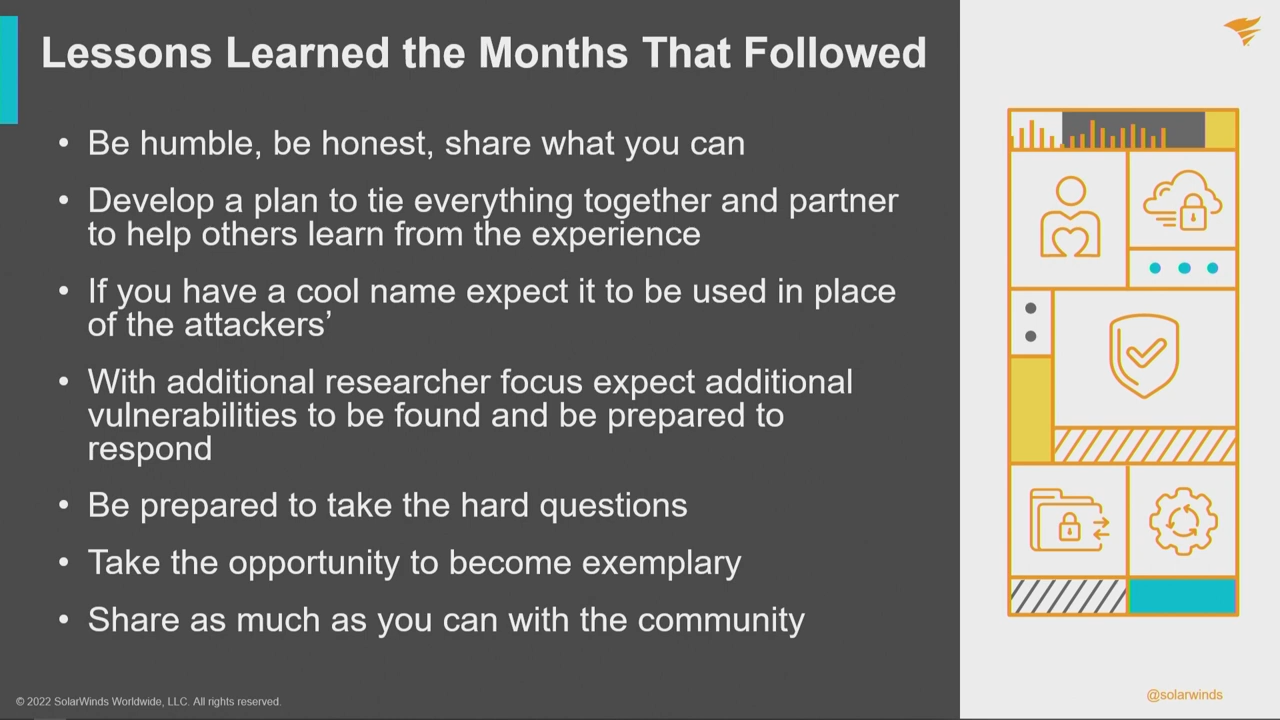 Lessons Learned the Months That Followed
• Be humble, be honest, share what you can
• Develop a plan to tie everything together and partner
to help others learn from the experience
• If you have a cool name expect it to be used in place
of the attackers’
• With additional researcher focus expect additional
vulnerabilities to be found and be prepared to
respond
• Be prepared to take the hard questions
• Take the opportunity to become exemplary
• Share as much as you can with the community
© 2022 SolarWinds Worldwide, LLC. All rights reserved.
@solarwinds